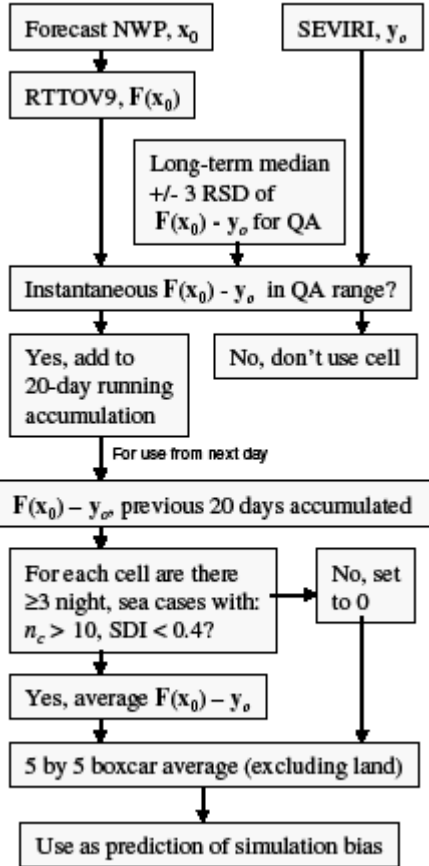 Forecast NWP, x₀
SEVIRI, yₒ
RTTOV9, F(x₀)
Long-term median
+/- 3 RSD of
F(x₀) - yₒ for QA
Instantaneous F(x₀) - yₒ in QA range?
Yes, add to
20-day running
accumulation
No, don't use cell
For use from next day
F(x₀) – yₒ, previous 20 days accumulated
For each cell are there
≥3 night, sea cases with:
n_c > 10, SDI < 0.4?
No, set
to 0
Yes, average F(x₀) – yₒ
5 by 5 boxcar average (excluding land)
Use as prediction of simulation bias